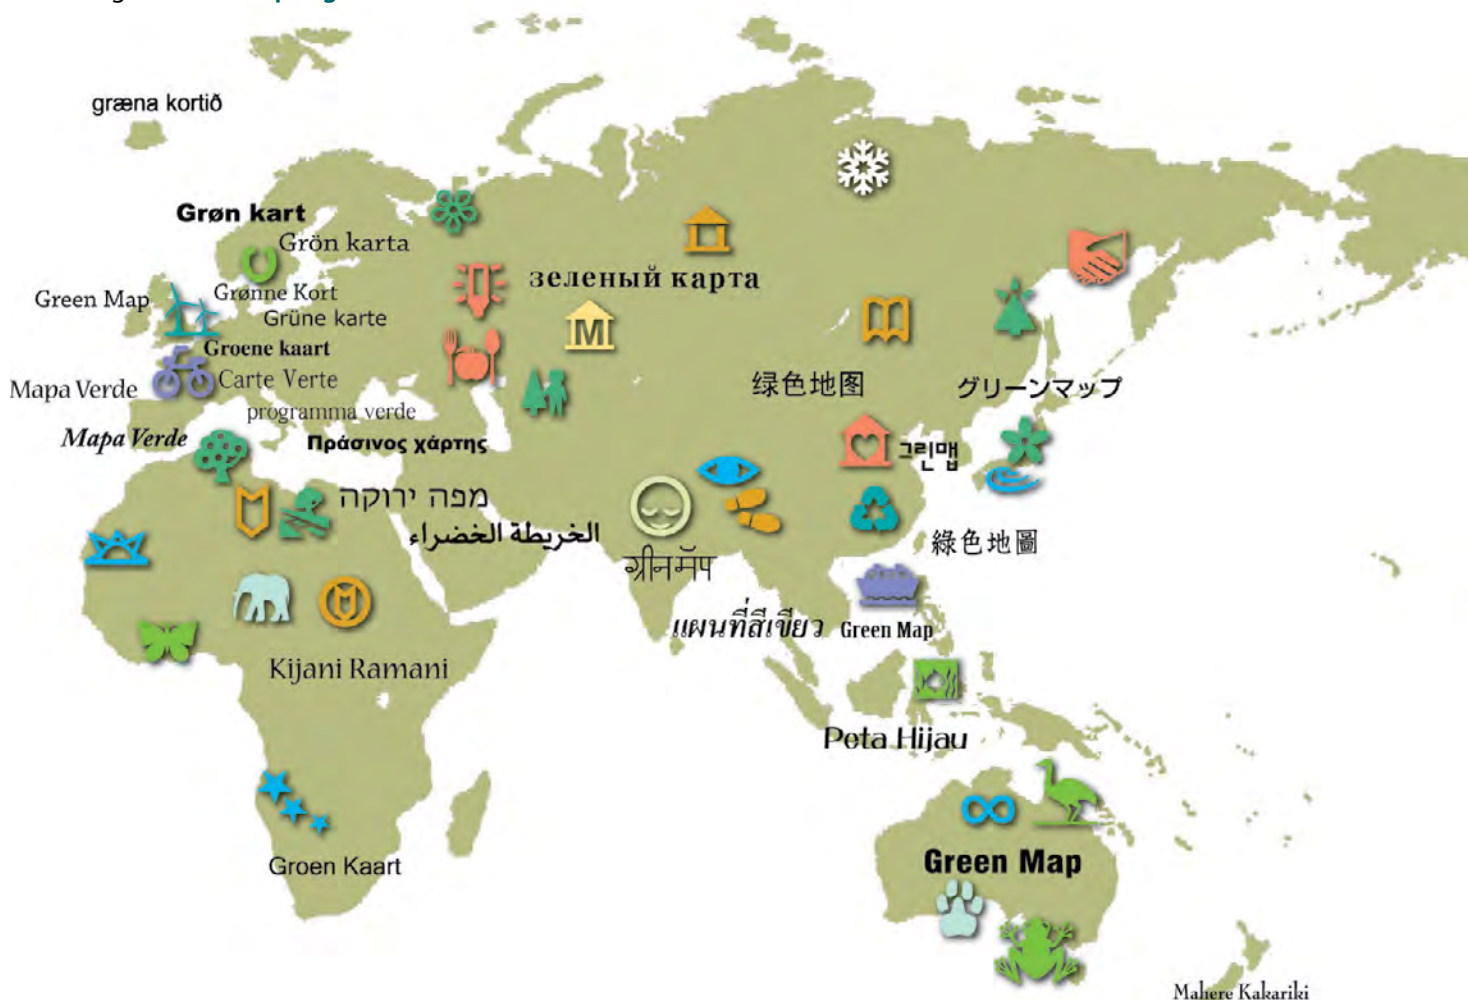 græna kortið
Grøn kart
Grön karta
Green Map
Grønne Kort
Grüne karte
зеленый карта
Groene kaart
M
Mapa Verde
Carte Verte
绿色地图
グリーンマップ
programma verde
Mapa Verde
Πράσινος χάρτης
그린맵
מפה ירוקה
الخريطة الخضراء
綠色地圖
ग्रीन मॅप
แผนที่สีเขียว
Green Map
Kijani Ramani
Peta Hijau
Green Map
Groen Kaart
Mahere Kakariki